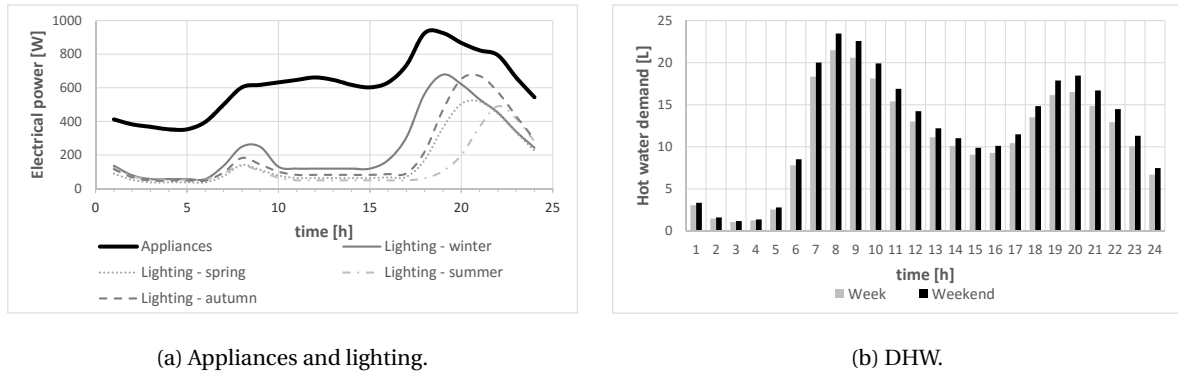 1000
800
600
400
200
0
Electrical power [W]
0 5 10 15 20 25
time [h]
Appliances Lighting - winter
Lighting - spring Lighting - summer
Lighting - autumn
(a) Appliances and lighting.
25
20
15
10
5
0
Hot water demand [L]
1 2 3 4 5 6 7 8 9 10 11 12 13 14 15 16 17 18 19 20 21 22 23 24
time [h]
Week Weekend
(b) DHW.